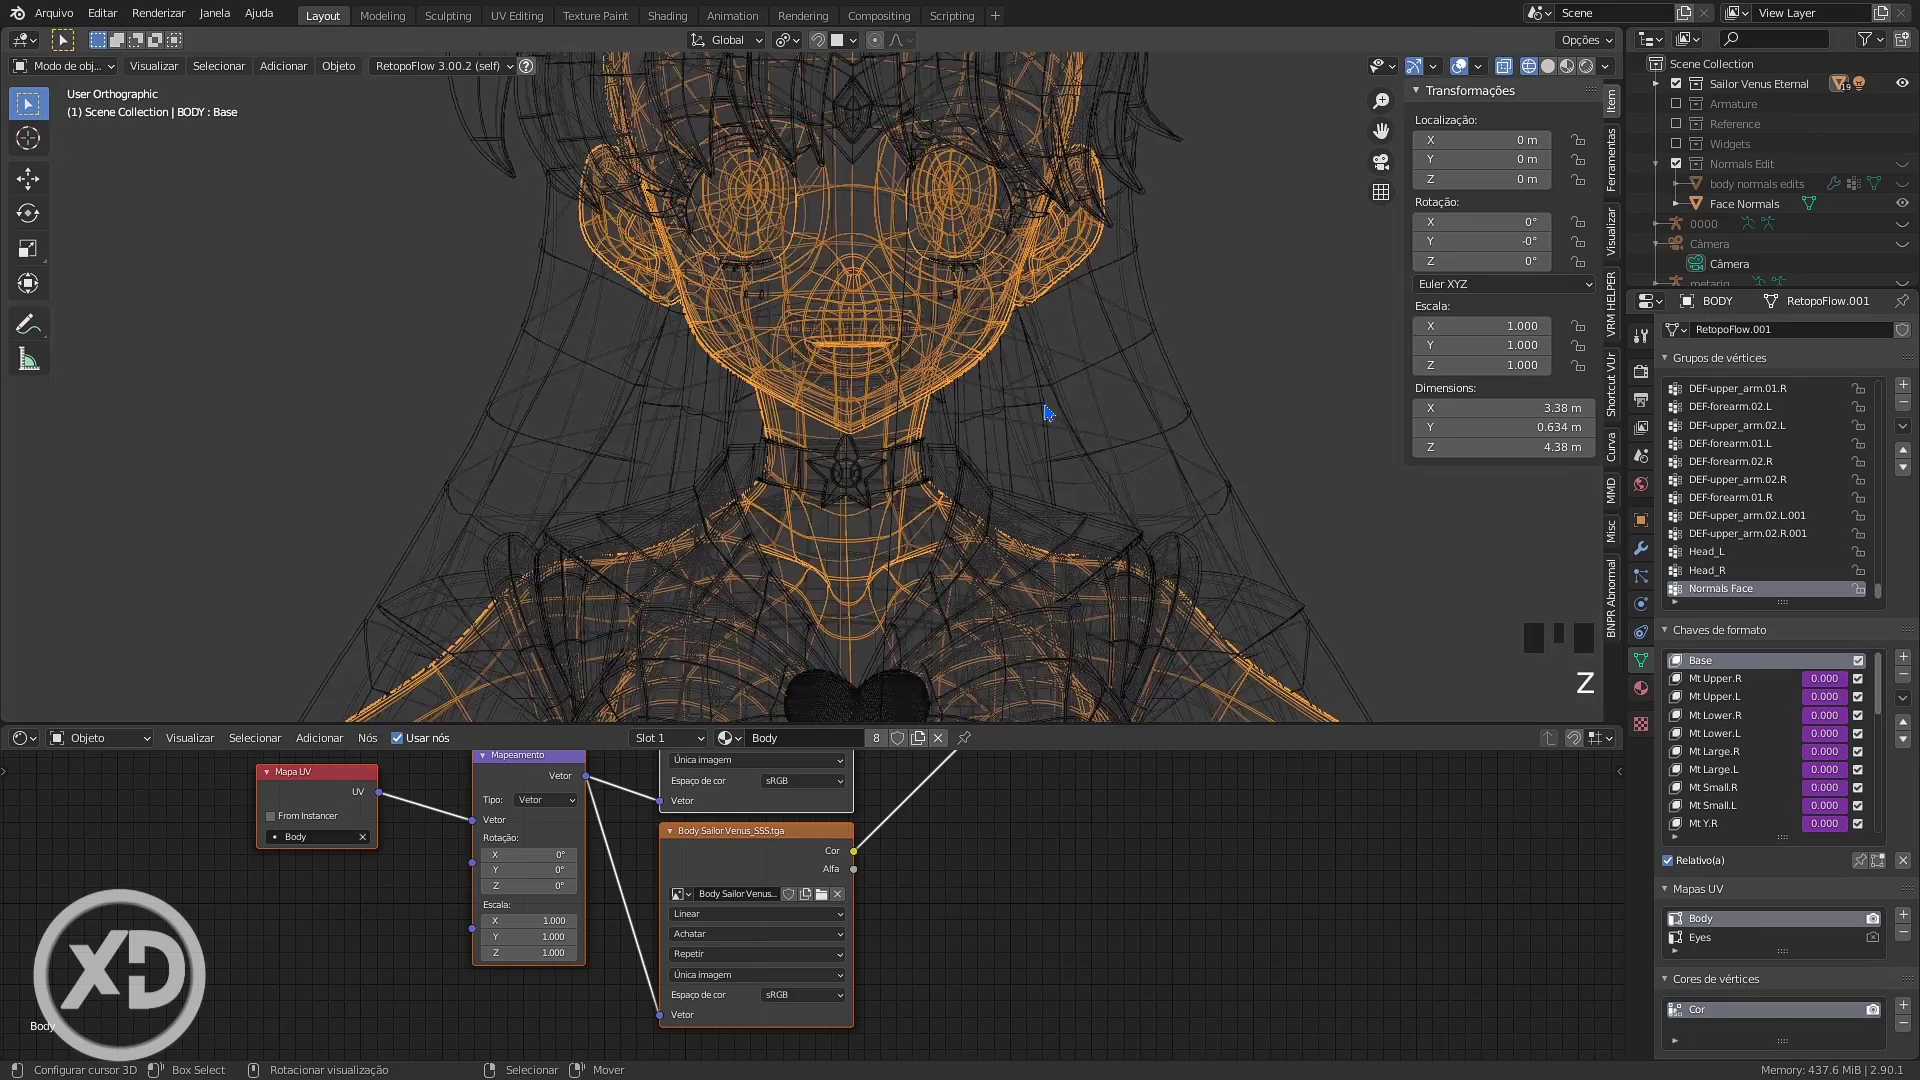 Arquivo Editar Renderizar Janela Ajuda Layout Modeling Sculpting UV Editing Texture Paint Shading Animation Rendering Compositing Scripting + Scene View Layer
Global Opções
Modo de obj... Visualizar Selecionar Adicionar Objeto RetopoFlow 3.00.2 (self) ?
User Orthographic
(1) Scene Collection | BODY : Base
Transformações
Localização:
X 0 m
Y 0 m
Z 0 m
Rotação:
X 0°
Y -0°
Z 0°
Euler XYZ
Escala:
X 1.000
Y 1.000
Z 1.000
Dimensions:
X 3.38 m
Y 0.634 m
Z 4.38 m
Item
Ferramentas
Visualizar
VRM HELPER
Shortcut VUr
Curva
MMD
Misc
BNPR Abnormal
Z
Scene Collection
Sailor Venus Eternal 19
Armature
Reference
Widgets
Normals Edit
body normals edits
Face Normals
0000
Câmera
Câmera
metarig
BODY RetopoFlow.001
RetopoFlow.001
Grupos de vértices
DEF-upper_arm.01.R
DEF-forearm.02.L
DEF-upper_arm.02.L
DEF-forearm.01.L
DEF-forearm.02.R
DEF-upper_arm.02.R
DEF-forearm.01.R
DEF-upper_arm.02.L.001
DEF-upper_arm.02.R.001
Head_L
Head_R
Normals Face
Chaves de formato
Base
Mt Upper.R 0.000
Mt Upper.L 0.000
Mt Lower.R 0.000
Mt Lower.L 0.000
Mt Large.R 0.000
Mt Large.L 0.000
Mt Small.R 0.000
Mt Small.L 0.000
Mt Y.R 0.000
Relativo(a)
Mapas UV
Body
Eyes
Cores de vértices
Cor
Objeto Visualizar Selecionar Adicionar Nós Usar nós Slot 1 Body 8
Mapa UV
UV
From Instancer
Body
Mapeamento
Vetor
Tipo: Vetor
Vetor
Rotação:
X 0°
Y 0°
Z 0°
Escala:
X 1.000
Y 1.000
Z 1.000
Única imagem
Espaço de cor sRGB
Vetor
Body Sailor Venus_SSS.tga
Cor
Alfa
Body Sailor Venus...
Linear
Achatar
Repetir
Única imagem
Espaço de cor sRGB
Vetor
XD
Body
Configurar cursor 3D Box Select Rotacionar visualização Selecionar Mover Memory: 437.6 MiB | 2.90.1